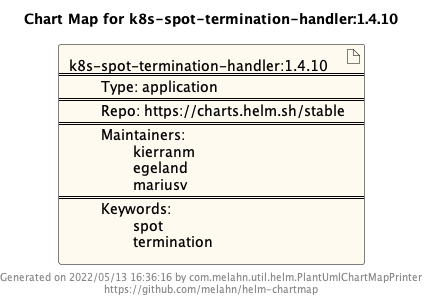 Chart Map for k8s-spot-termination-handler:1.4.10
k8s-spot-termination-handler:1.4.10
Type: application
Repo: https://charts.helm.sh/stable
Maintainers:
kierranm
egeland
mariusv
Keywords:
spot
termination
Generated on 2022/05/13 16:36:16 by com.melahn.util.helm.PlantUmlChartMapPrinter
https://github.com/melahn/helm-chartmap